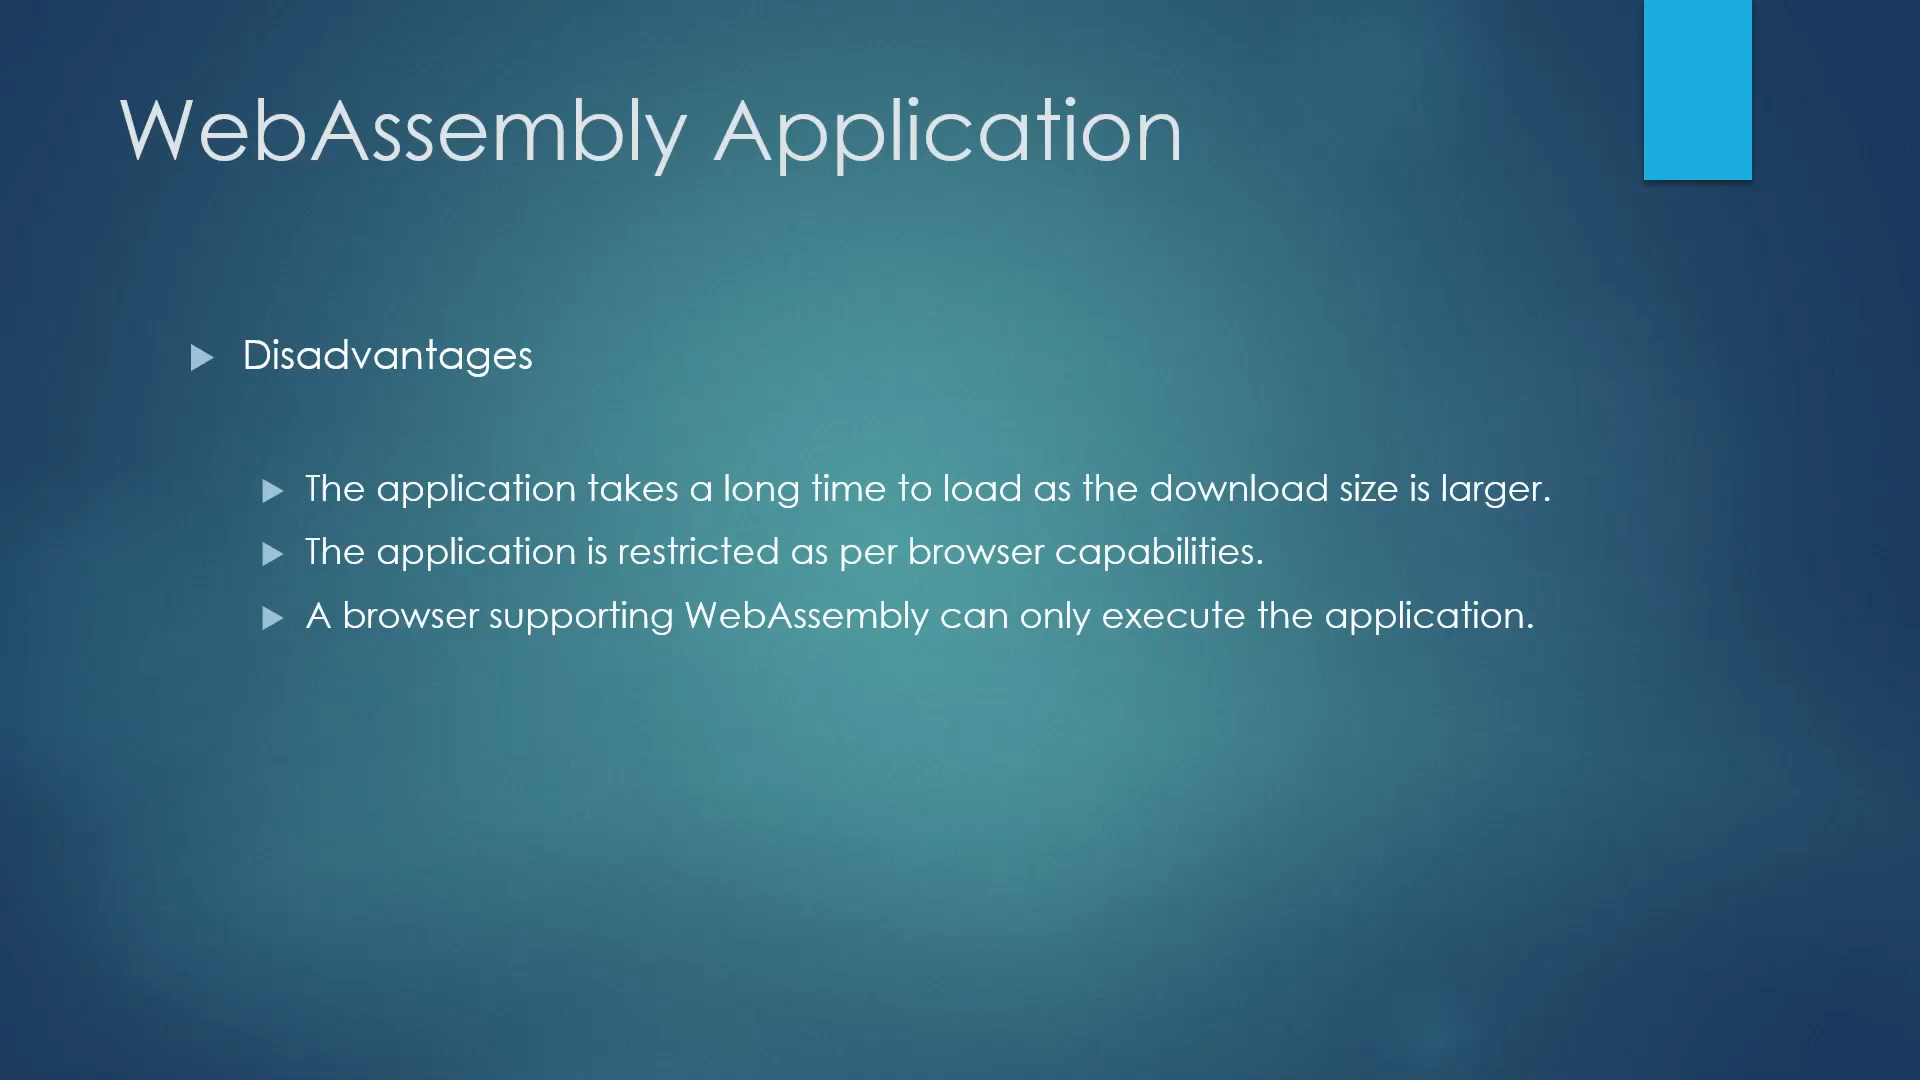 WebAssembly Application
Disadvantages
The application takes a long time to load as the download size is larger.
The application is restricted as per browser capabilities.
A browser supporting WebAssembly can only execute the application.